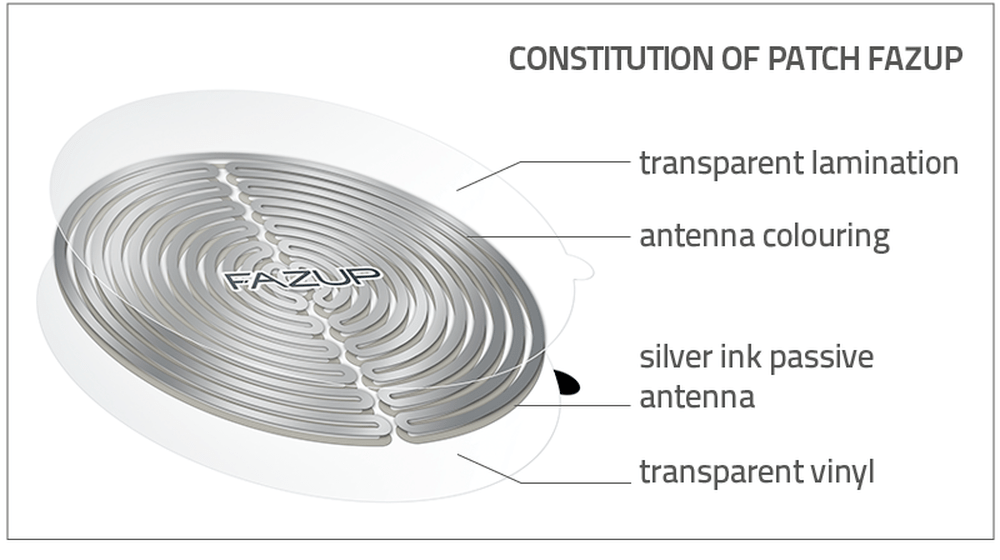 CONSTITUTION OF PATCH FAZUP
transparent lamination
antenna colouring
FAZUP
silver ink passive
antenna
transparent vinyl